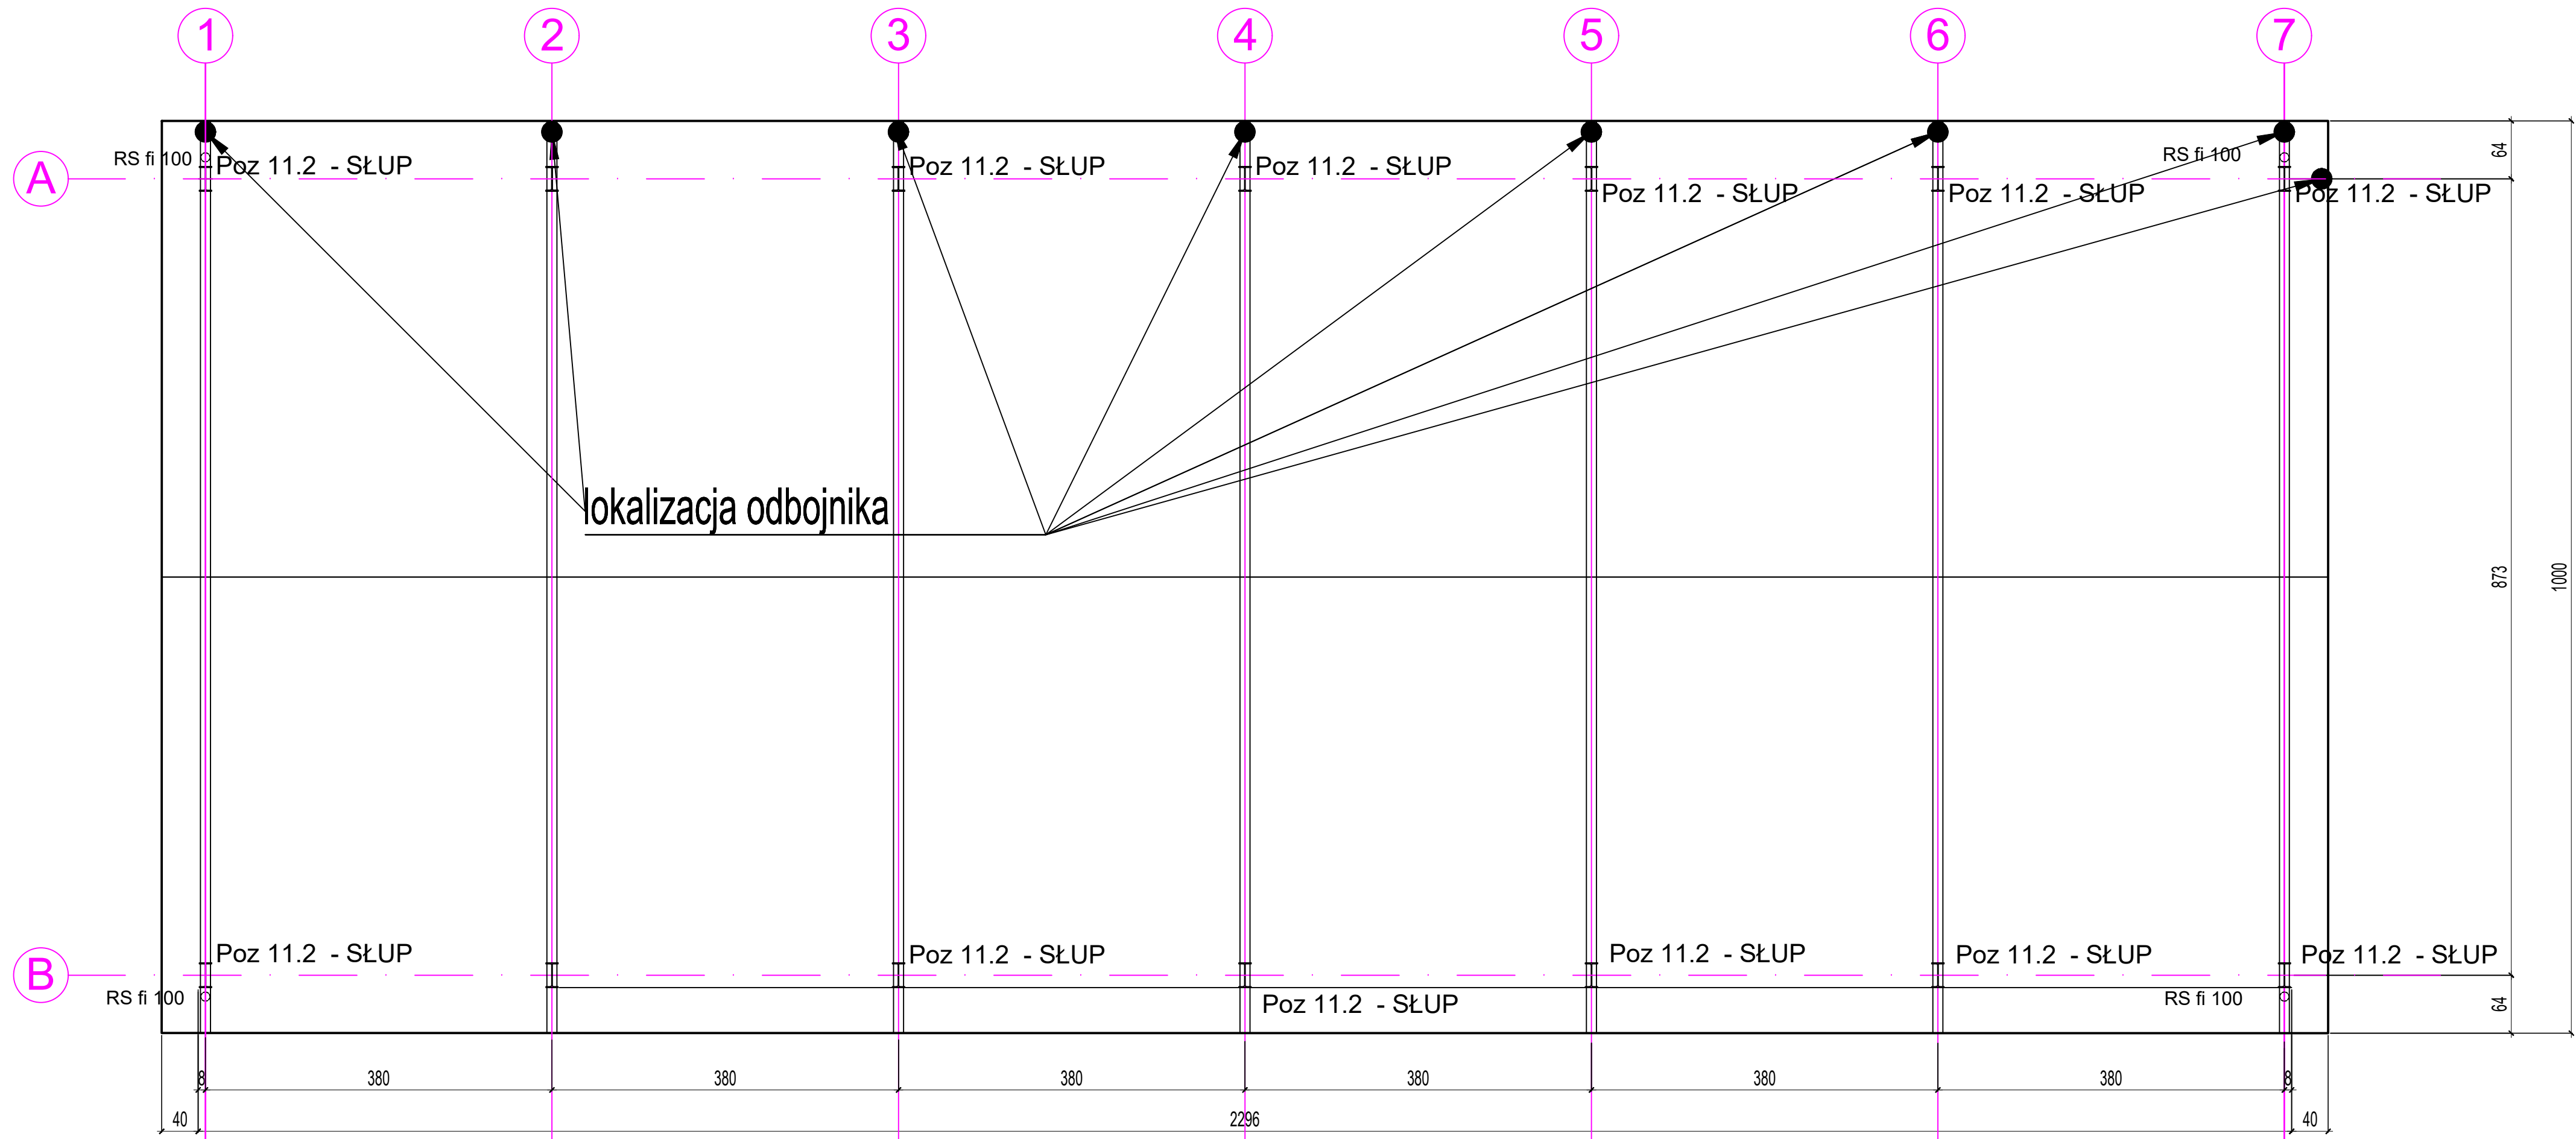 1 2 3 4 5 6 7
RS fi 100
RS fi 100
64
A
Poz 11.2 - SŁUP
Poz 11.2 - SŁUP
Poz 11.2 - SŁUP
Poz 11.2 - SŁUP
Poz 11.2 - SŁUP
Poz 11.2 - SŁUP
lokalizacja odbojnika
873
1000
Poz 11.2 - SŁUP
Poz 11.2 - SŁUP
Poz 11.2 - SŁUP
Poz 11.2 - SŁUP
Poz 11.2 - SŁUP
B
RS fi 100
Poz 11.2 - SŁUP
RS fi 100
64
8 380 380 380 380 380 380 8
40 2296 40